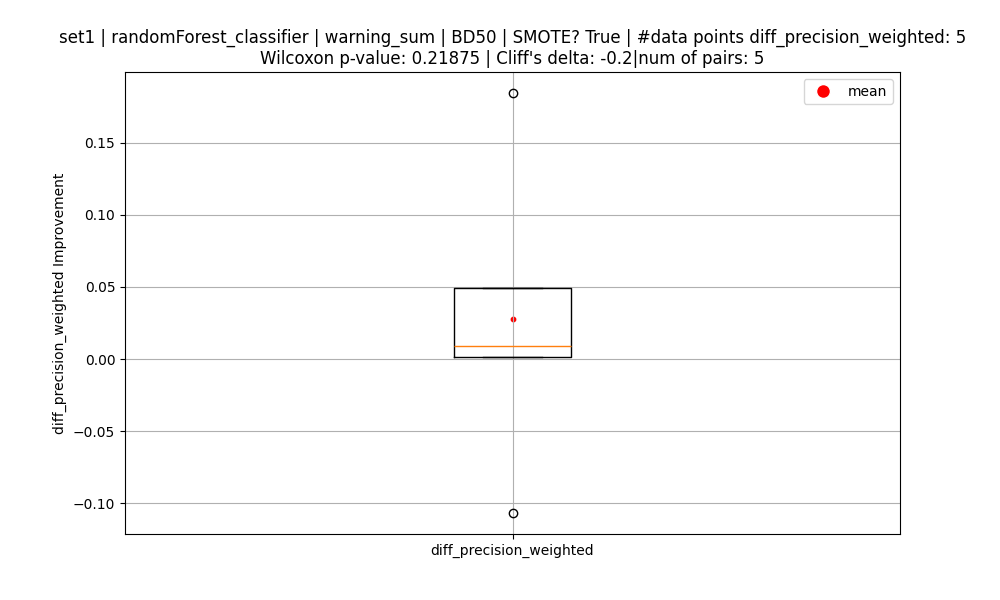 set1 | randomForest_classifier | warning_sum | BD50 | SMOTE? True | #data points diff_precision_weighted: 5
Wilcoxon p-value: 0.21875 | Cliff's delta: -0.2|num of pairs: 5
mean
diff_precision_weighted Improvement
0.15
0.10
0.05
0.00
−0.05
−0.10
diff_precision_weighted